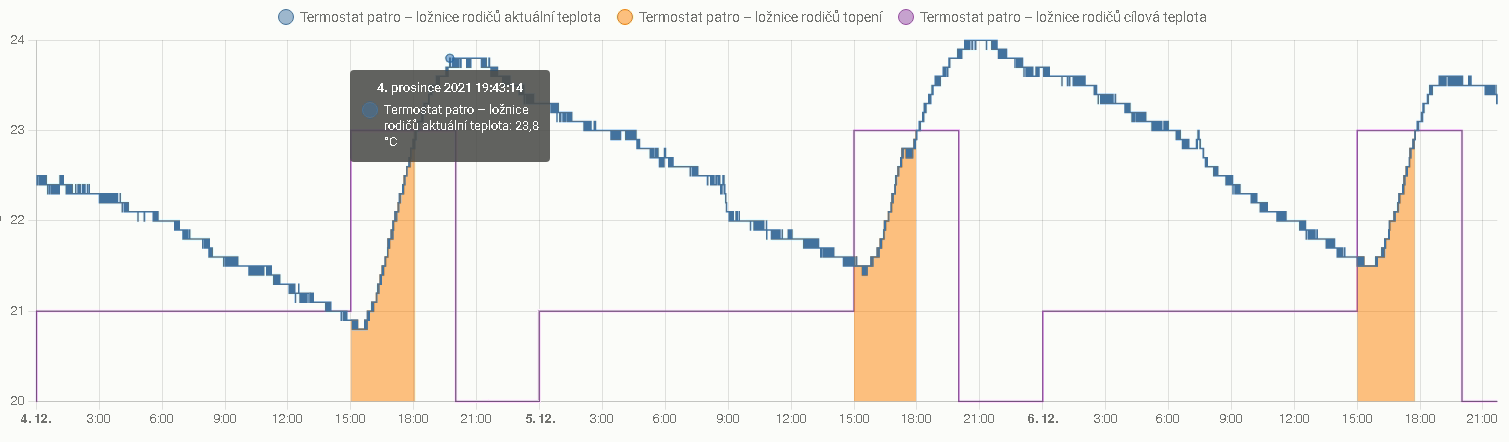 Termostat patro – ložnice rodičů aktuální teplota Termostat patro – ložnice rodičů topení Termostat patro – ložnice rodičů cílová teplota
24
4. prosince 2021 19:43:14
Termostat patro – ložnice
rodičů aktuální teplota: 23,8
°C
23
22
21
20
4. 12. 3:00 6:00 9:00 12:00 15:00 18:00 21:00 5. 12. 3:00 6:00 9:00 12:00 15:00 18:00 21:00 6. 12. 3:00 6:00 9:00 12:00 15:00 18:00 21:00